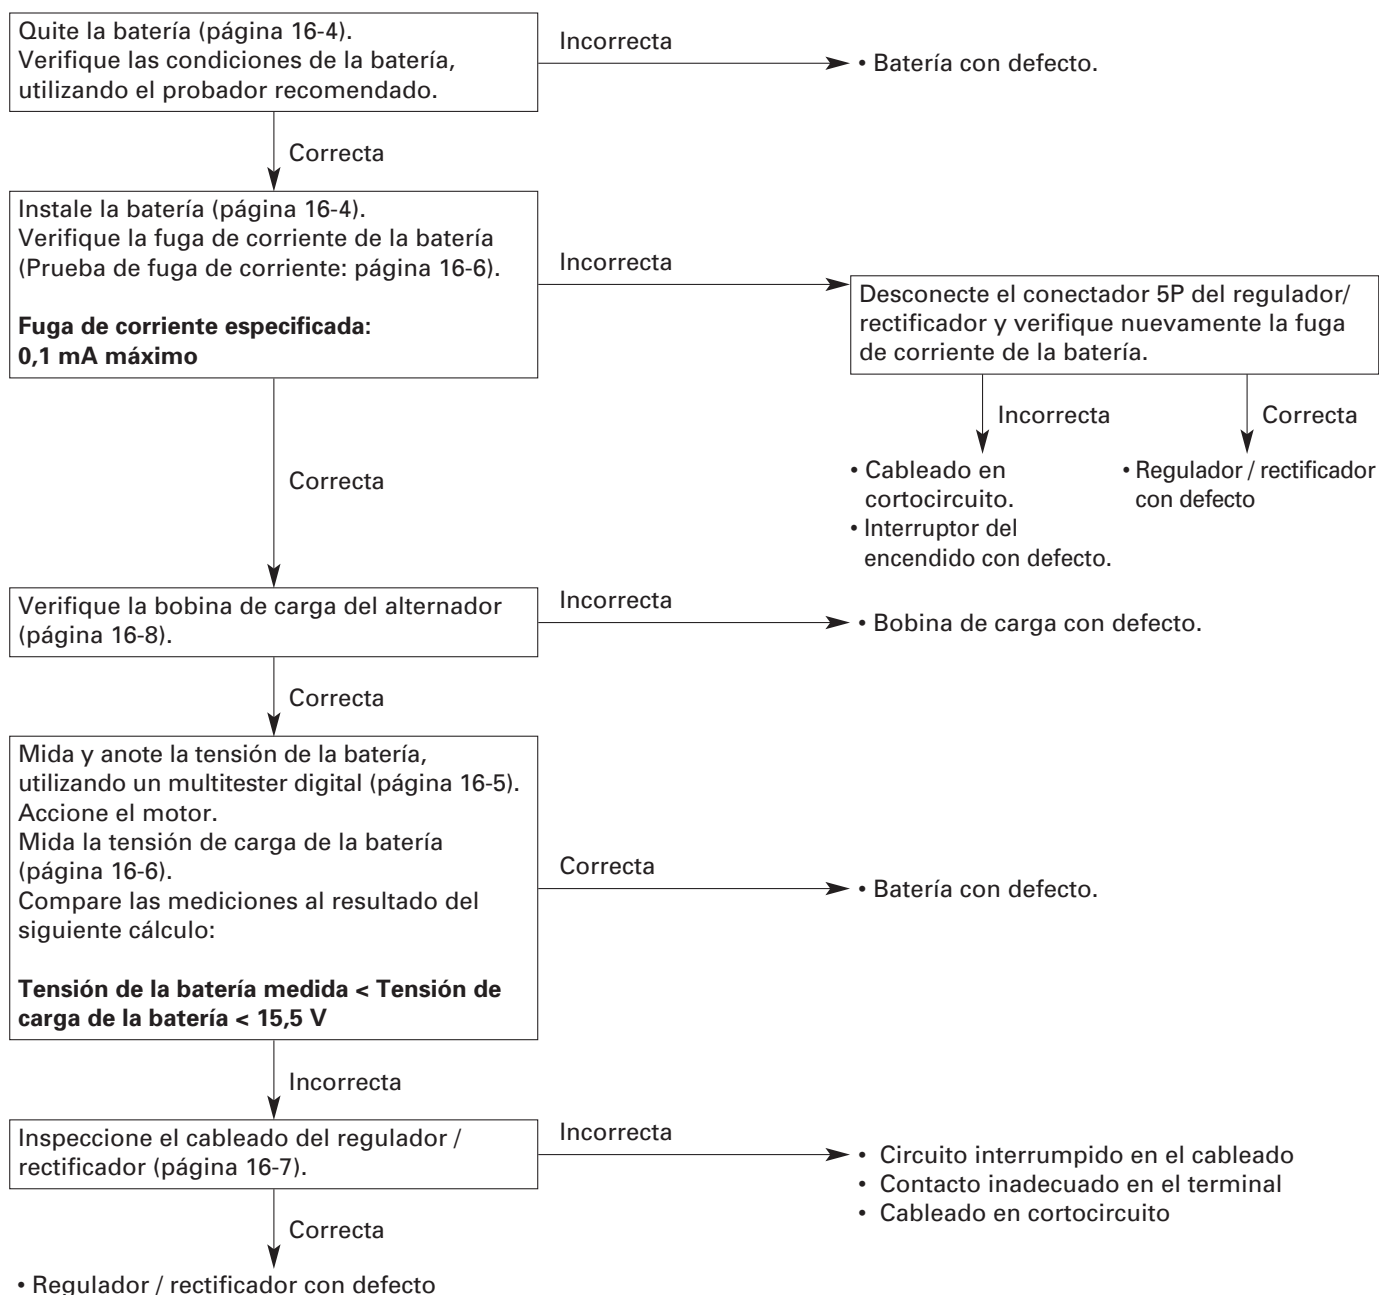 Quite la batería (página 16-4).
Verifique las condiciones de la batería,
utilizando el probador recomendado.
Incorrecta
• Batería con defecto.
Correcta
Instale la batería (página 16-4).
Verifique la fuga de corriente de la batería
(Prueba de fuga de corriente: página 16-6).
Fuga de corriente especificada:
0,1 mA máximo
Incorrecta
Desconecte el conectador 5P del regulador/
rectificador y verifique nuevamente la fuga
de corriente de la batería.
Incorrecta
Correcta
• Cableado en
cortocircuito.
• Interruptor del
encendido con defecto.
• Regulador / rectificador
con defecto
Correcta
Verifique la bobina de carga del alternador
(página 16-8).
Incorrecta
• Bobina de carga con defecto.
Correcta
Mida y anote la tensión de la batería,
utilizando un multitester digital (página 16-5).
Accione el motor.
Mida la tensión de carga de la batería
(página 16-6).
Compare las mediciones al resultado del
siguiente cálculo:
Tensión de la batería medida < Tensión de
carga de la batería < 15,5 V
Correcta
• Batería con defecto.
Incorrecta
Inspeccione el cableado del regulador /
rectificador (página 16-7).
Incorrecta
• Circuito interrumpido en el cableado
• Contacto inadecuado en el terminal
• Cableado en cortocircuito
Correcta
• Regulador / rectificador con defecto